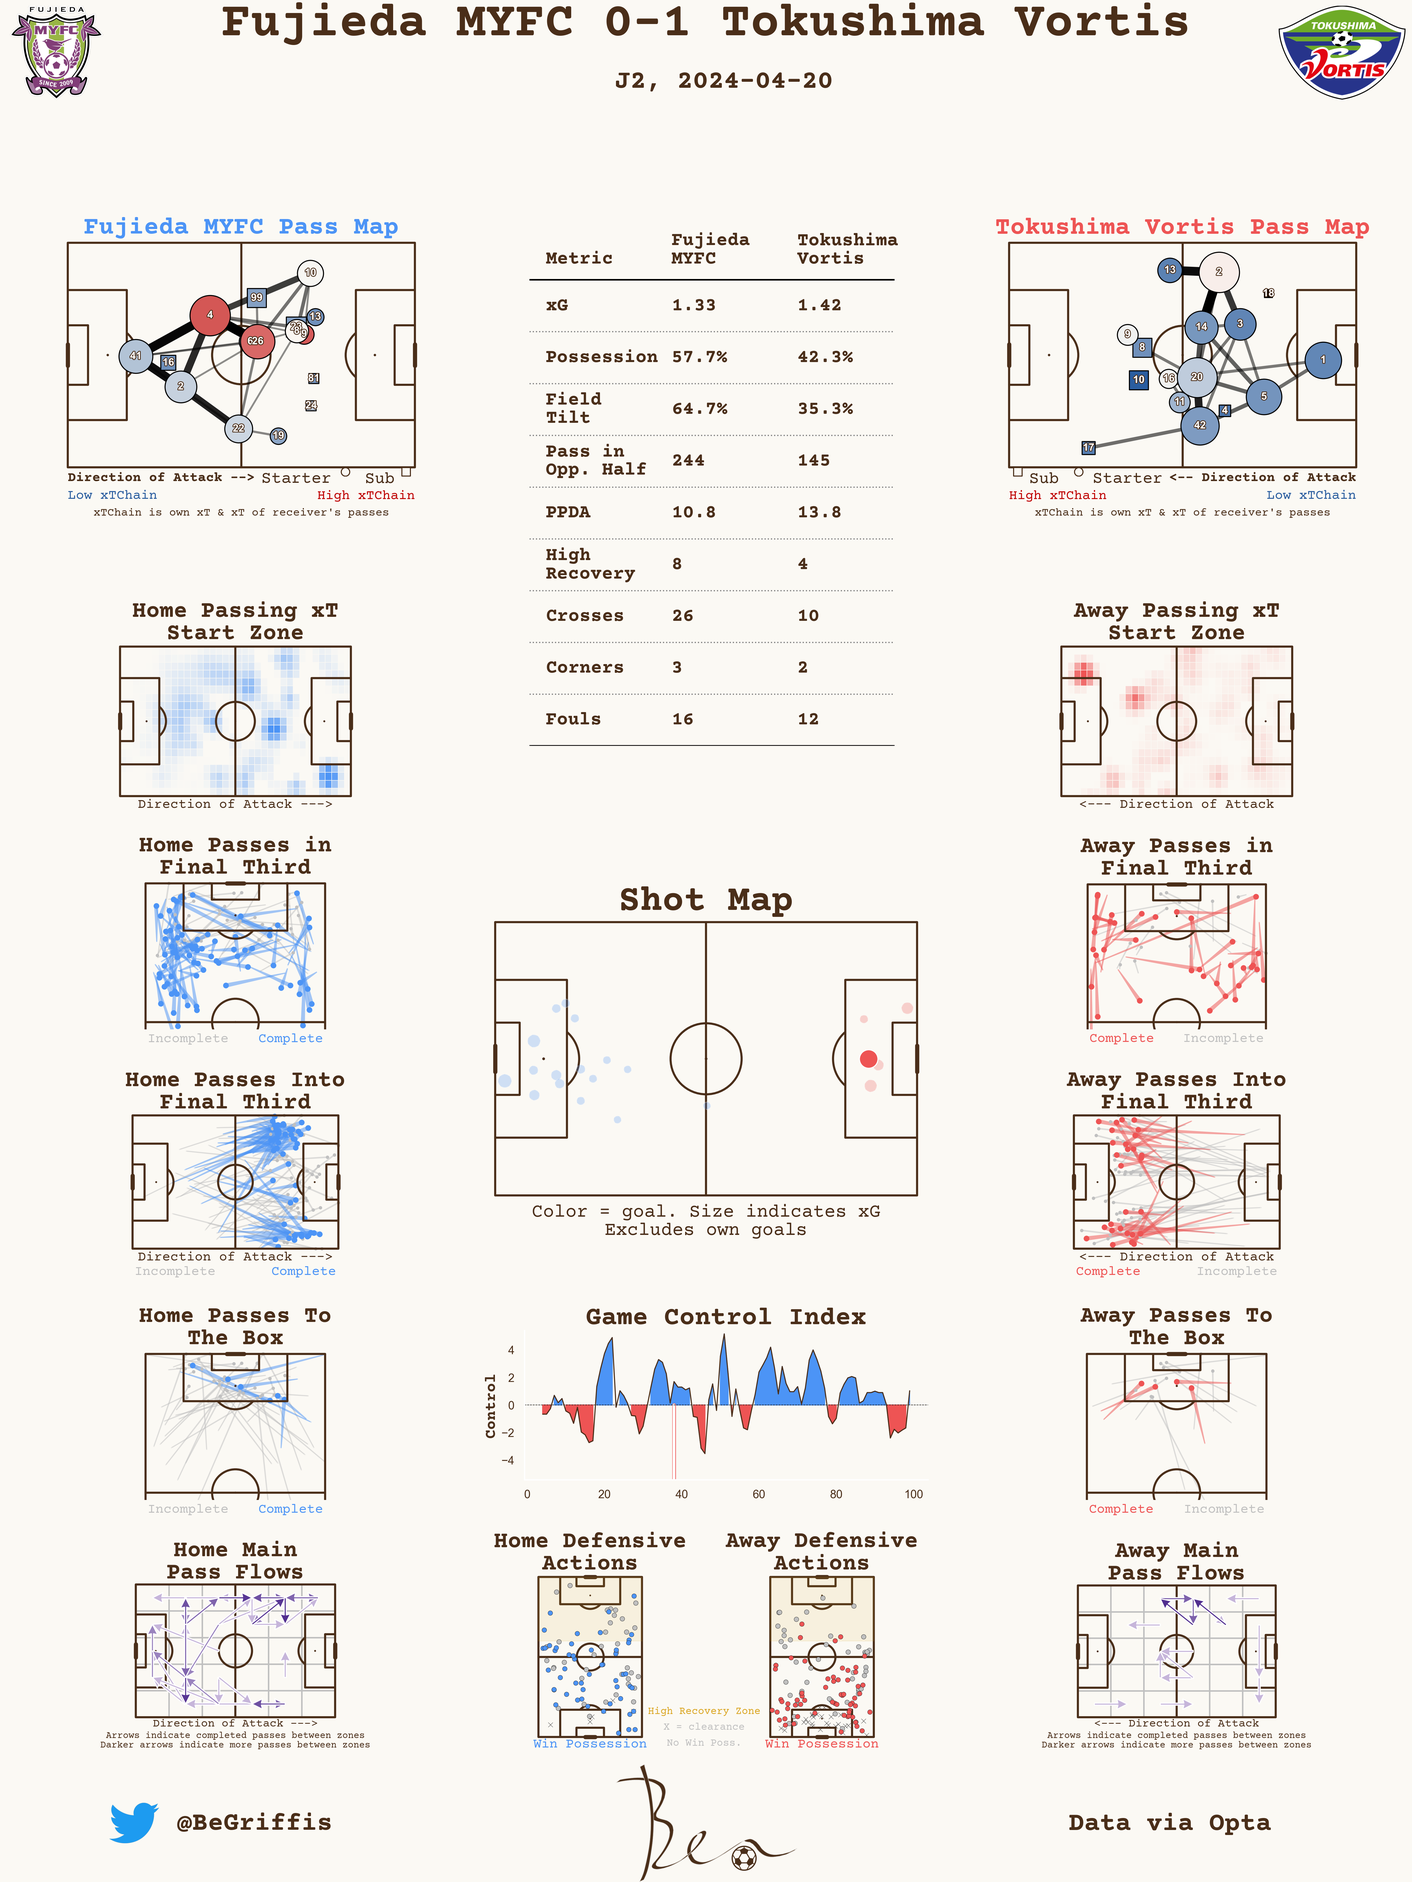 Fujieda MYFC 0-1 Tokushima Vortis
J2, 2024-04-20
FUJIEDA
MYFC
SINCE 2009
TOKUSHIMA
VORTIS
Fujieda MYFC Pass Map
10
99
4
13
23
8
9
626
41
16
2
81
24
22
19
Direction of Attack --> Starter Sub
Low xTChain High xTChain
xTChain is own xT & xT of receiver's passes
Metric Fujieda MYFC Tokushima Vortis
xG 1.33 1.42
Possession 57.7% 42.3%
Field Tilt 64.7% 35.3%
Pass in Opp. Half 244 145
PPDA 10.8 13.8
High Recovery 8 4
Crosses 26 10
Corners 3 2
Fouls 16 12
Tokushima Vortis Pass Map
13
2
18
14
3
9
8
1
10
16
20
11
5
4
42
17
Sub Starter <-- Direction of Attack
High xTChain Low xTChain
xTChain is own xT & xT of receiver's passes
Home Passing xT
Start Zone
Direction of Attack --->
Away Passing xT
Start Zone
<--- Direction of Attack
Home Passes in
Final Third
Incomplete Complete
Away Passes in
Final Third
Complete Incomplete
Shot Map
Color = goal. Size indicates xG
Excludes own goals
Home Passes Into
Final Third
Direction of Attack --->
Incomplete Complete
Away Passes Into
Final Third
<--- Direction of Attack
Complete Incomplete
Home Passes To
The Box
Incomplete Complete
Game Control Index
Control
4
2
0
−2
−4
0 20 40 60 80 100
Away Passes To
The Box
Complete Incomplete
Home Main
Pass Flows
Direction of Attack --->
Arrows indicate completed passes between zones
Darker arrows indicate more passes between zones
Home Defensive
Actions
Win Possession
High Recovery Zone
X = clearance
No Win Poss.
Away Defensive
Actions
Win Possession
Away Main
Pass Flows
<--- Direction of Attack
Arrows indicate completed passes between zones
Darker arrows indicate more passes between zones
@BeGriffis
Ben
Data via Opta